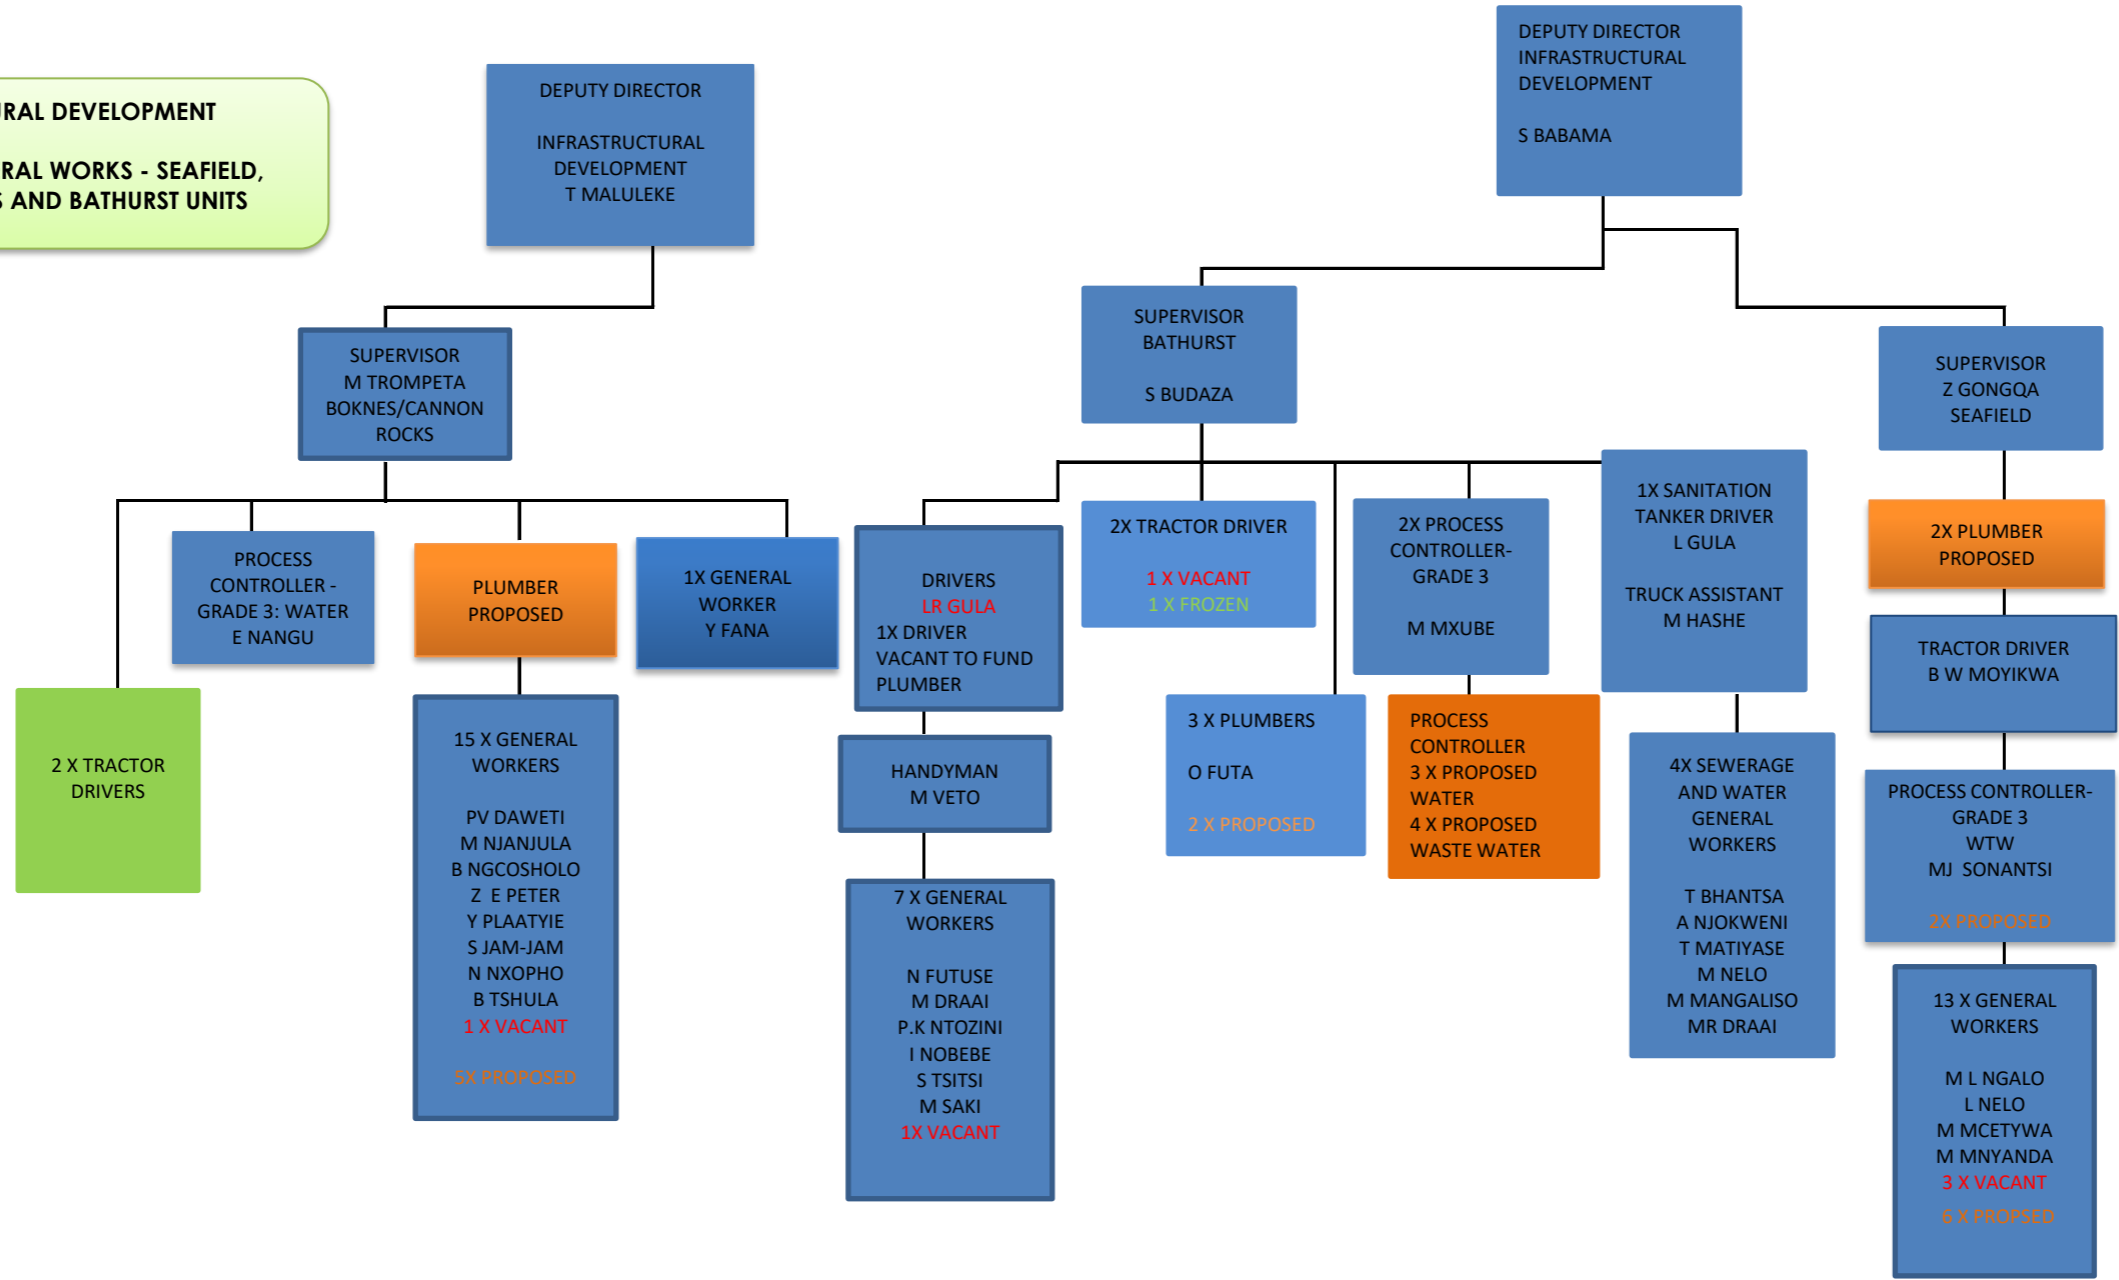 URAL DEVELOPMENT
RAL WORKS - SEAFIELD,
S AND BATHURST UNITS
DEPUTY DIRECTOR
INFRASTRUCTURAL
DEVELOPMENT
T MALULEKE
DEPUTY DIRECTOR
INFRASTRUCTURAL
DEVELOPMENT
S BABAMA
SUPERVISOR
M TROMPETA
BOKNES/CANNON
ROCKS
SUPERVISOR
BATHURST
S BUDAZA
SUPERVISOR
Z GONGQA
SEAFIELD
2 X TRACTOR
DRIVERS
PROCESS
CONTROLLER -
GRADE 3: WATER
E NANGU
PLUMBER
PROPOSED
1X GENERAL
WORKER
Y FANA
15 X GENERAL
WORKERS
PV DAWETI
M NJANJULA
B NGCOSHOLO
Z E PETER
Y PLAATYIE
S JAM-JAM
N NXOPHO
B TSHULA
1 X VACANT
5X PROPOSED
DRIVERS
LR GULA
1X DRIVER
VACANT TO FUND
PLUMBER
HANDYMAN
M VETO
7 X GENERAL
WORKERS
N FUTUSE
M DRAAI
P.K NTOZINI
I NOBEBE
S TSITSI
M SAKI
1X VACANT
2X TRACTOR DRIVER
1 X VACANT
1 X FROZEN
3 X PLUMBERS
O FUTA
2 X PROPOSED
2X PROCESS
CONTROLLER-
GRADE 3
M MXUBE
PROCESS
CONTROLLER
3 X PROPOSED
WATER
4 X PROPOSED
WASTE WATER
1X SANITATION
TANKER DRIVER
L GULA
TRUCK ASSISTANT
M HASHE
4X SEWERAGE
AND WATER
GENERAL
WORKERS
T BHANTSA
A NJOKWENI
T MATIYASE
M NELO
M MANGALISO
MR DRAAI
2X PLUMBER
PROPOSED
TRACTOR DRIVER
B W MOYIKWA
PROCESS CONTROLLER-
GRADE 3
WTW
MJ SONANTSI
2X PROPOSED
13 X GENERAL
WORKERS
M L NGALO
L NELO
M MCETYWA
M MNYANDA
3 X VACANT
6 X PROPSED